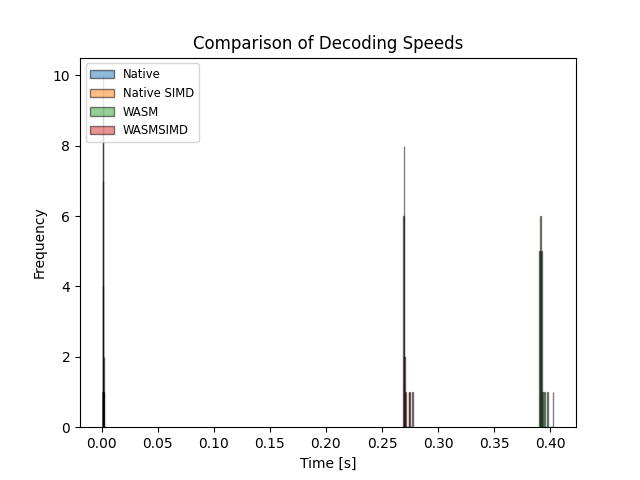 Comparison of Decoding Speeds
Native
Native SIMD
WASM
WASMSIMD
10
8
6
4
2
0
Frequency
0.00 0.05 0.10 0.15 0.20 0.25 0.30 0.35 0.40
Time [s]